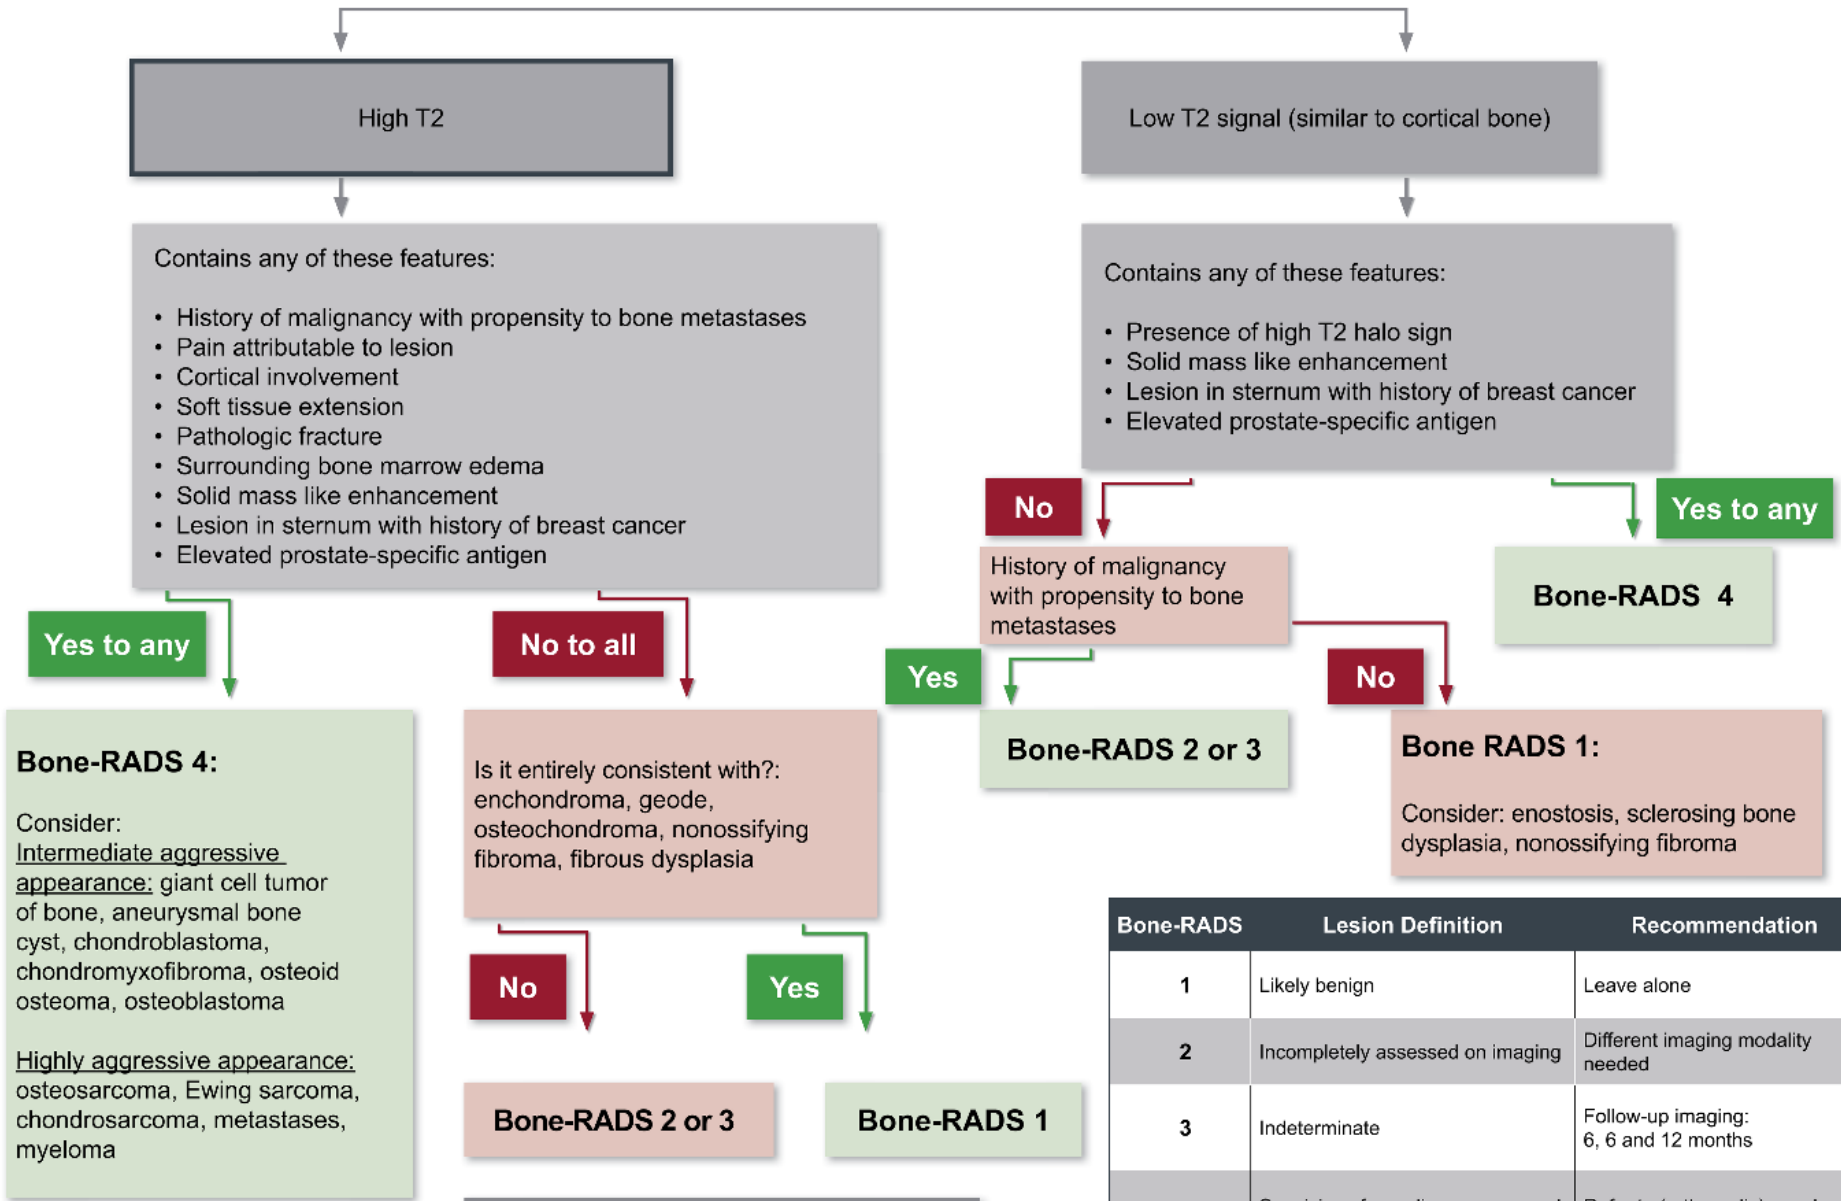 High T2
Low T2 signal (similar to cortical bone)
Contains any of these features:
• History of malignancy with propensity to bone metastases
• Pain attributable to lesion
• Cortical involvement
• Soft tissue extension
• Pathologic fracture
• Surrounding bone marrow edema
• Solid mass like enhancement
• Lesion in sternum with history of breast cancer
• Elevated prostate-specific antigen
Contains any of these features:
• Presence of high T2 halo sign
• Solid mass like enhancement
• Lesion in sternum with history of breast cancer
• Elevated prostate-specific antigen
No
Yes to any
History of malignancy
with propensity to bone
metastases
Bone-RADS 4
Yes to any
No to all
Yes
No
Bone-RADS 4:
Consider:
Intermediate aggressive
appearance: giant cell tumor
of bone, aneurysmal bone
cyst, chondroblastoma,
chondromyxofibroma, osteoid
osteoma, osteoblastoma
Highly aggressive appearance:
osteosarcoma, Ewing sarcoma,
chondrosarcoma, metastases,
myeloma
Is it entirely consistent with?:
enchondroma, geode,
osteochondroma, nonossifying
fibroma, fibrous dysplasia
Bone-RADS 2 or 3
Bone RADS 1:
Consider: enostosis, sclerosing bone
dysplasia, nonossifying fibroma
No
Yes
Bone-RADS 2 or 3
Bone-RADS 1
Bone-RADS Lesion Definition Recommendation
1 Likely benign Leave alone
2 Incompletely assessed on imaging Different imaging modality
needed
3 Indeterminate Follow-up imaging:
6, 6 and 12 months